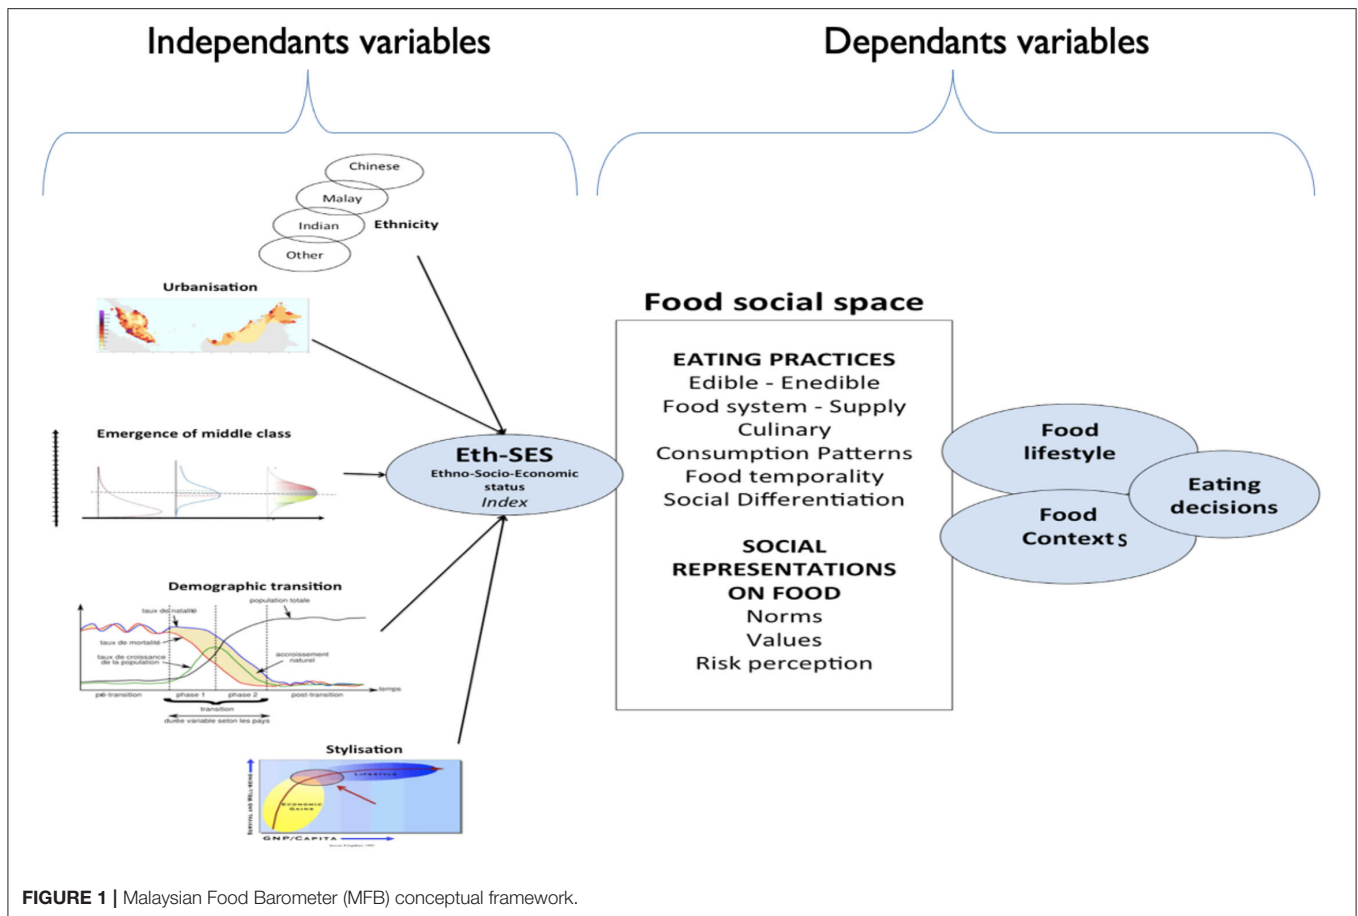 Independants variables
Dependants variables
Chinese
Malay
Indian
Ethnicity
Other
Urbanisation
Emergence of middle class
Demographic transition
population totale
taux de natalité
taux de mortalité
taux de croissance
de la population
accroissement
naturel
temps
phase 1
phase 2
post-transition
transition
durée variable selon les pays
Stylisation
LIFESTYLE
ECONOMIC
GAINS
GNP/CAPITA
Eth-SES
Ethno-Socio-Economic
status
Index
Food social space
EATING PRACTICES
Edible - Enedible
Food system - Supply
Culinary
Consumption Patterns
Food temporality
Social Differentiation
SOCIAL
REPRESENTATIONS
ON FOOD
Norms
Values
Risk perception
Food
lifestyle
Food
Contexts
Eating
decisions
FIGURE 1 | Malaysian Food Barometer (MFB) conceptual framework.